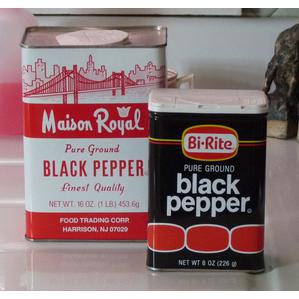 Maison Royal
Pure Ground
BLACK PEPPER
Finest Quality
NET WT. 16 OZ. (1 LB) 453.6g
FOOD TRADING CORP.
HARRISON, NJ 07029
Bi-Rite
PURE GROUND
black
pepper
NET WT 8 OZ (226 g)